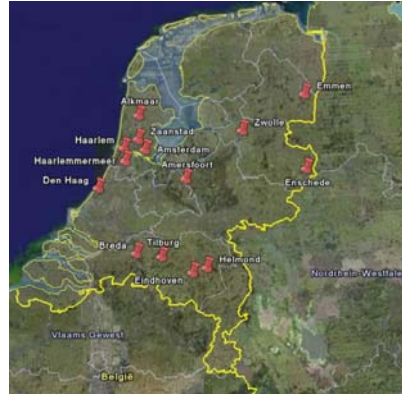 Emmen
Alkmaar
Zwolle
Zaanstad
Haarlem
Amsterdam
Haarlemmermeer
Amersfoort
Den Haag
Enschede
Breda
Tilburg
Helmond
Eindhoven
Nordrhein-Westfale
Vlaams Gewest
België